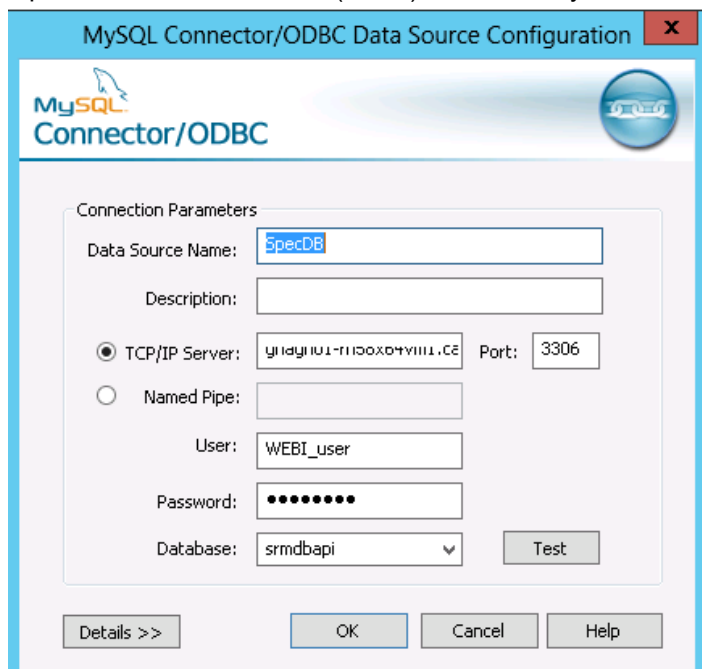 MySQL Connector/ODBC Data Source Configuration x
MySQL
Connector/ODBC
Connection Parameters
Data Source Name: SpecDB
Description:
TCP/IP Server: Port: 3306
Named Pipe:
User: WEBI_user
Password: ●●●●●●●●
Database: srmdbapi Test
Details >> OK Cancel Help